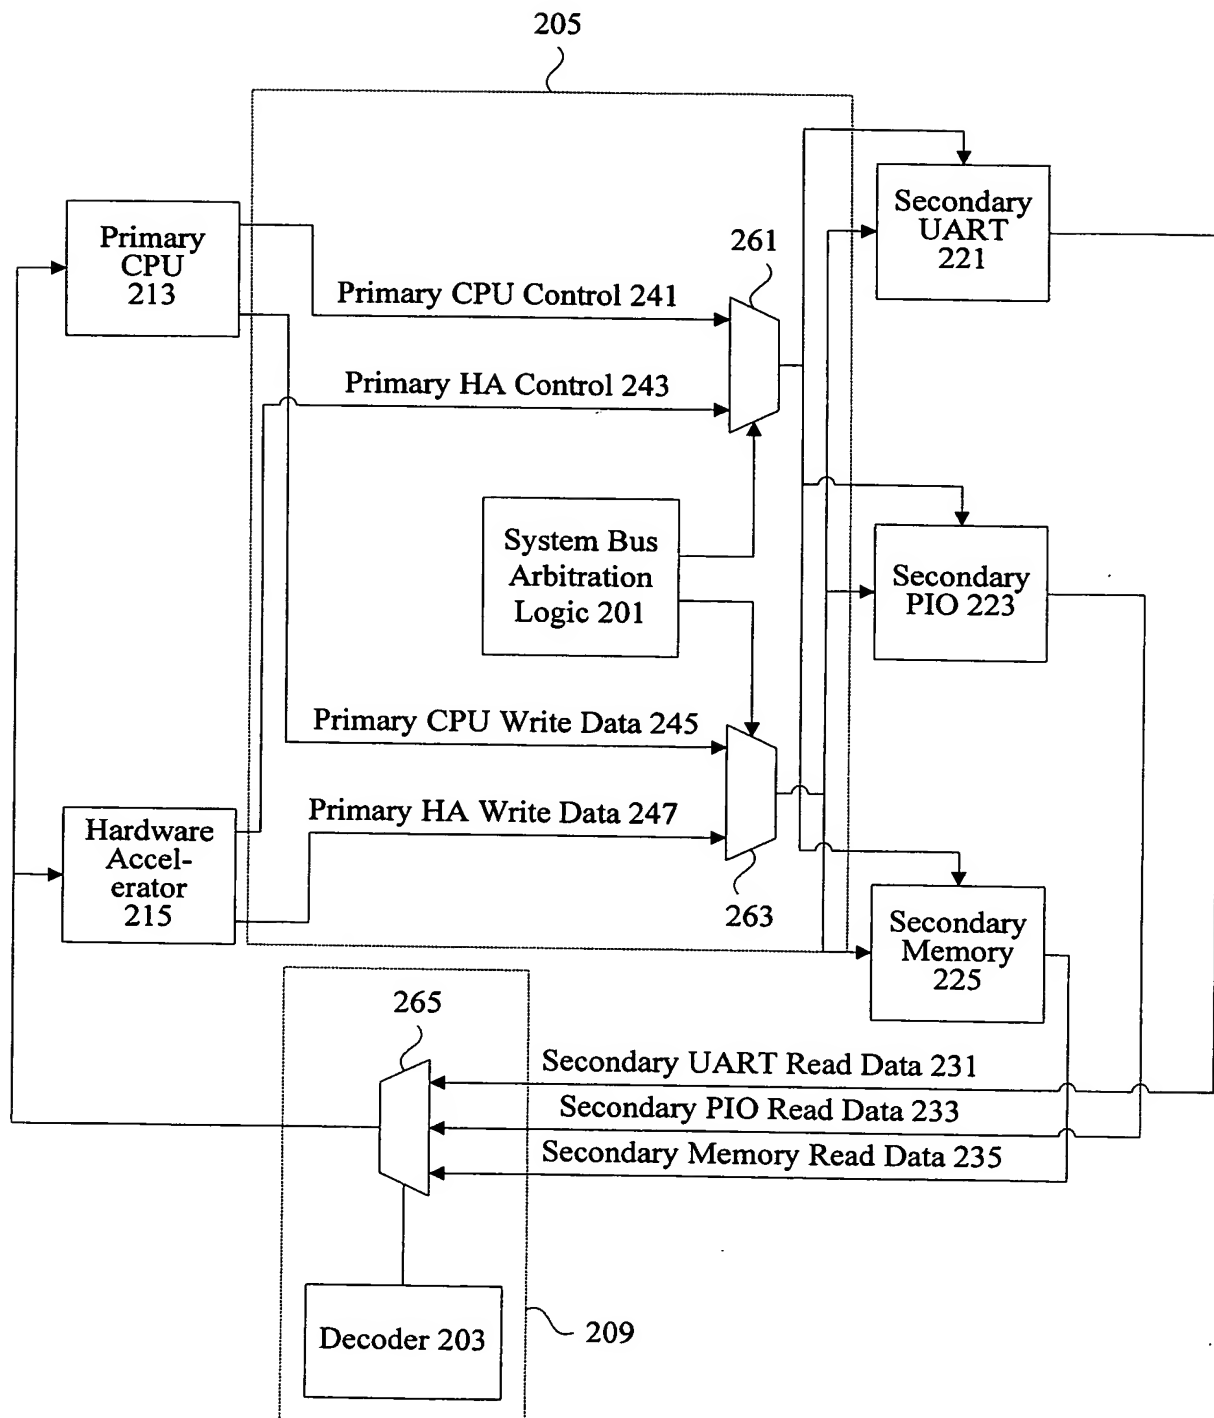 205
Primary
CPU
213
Secondary
UART
221
261
Primary CPU Control 241
Primary HA Control 243
System Bus
Arbitration
Logic 201
Secondary
PIO 223
Primary CPU Write Data 245
Primary HA Write Data 247
Hardware
Accel-
erator
215
263
Secondary
Memory
225
265
Secondary UART Read Data 231
Secondary PIO Read Data 233
Secondary Memory Read Data 235
Decoder 203
209